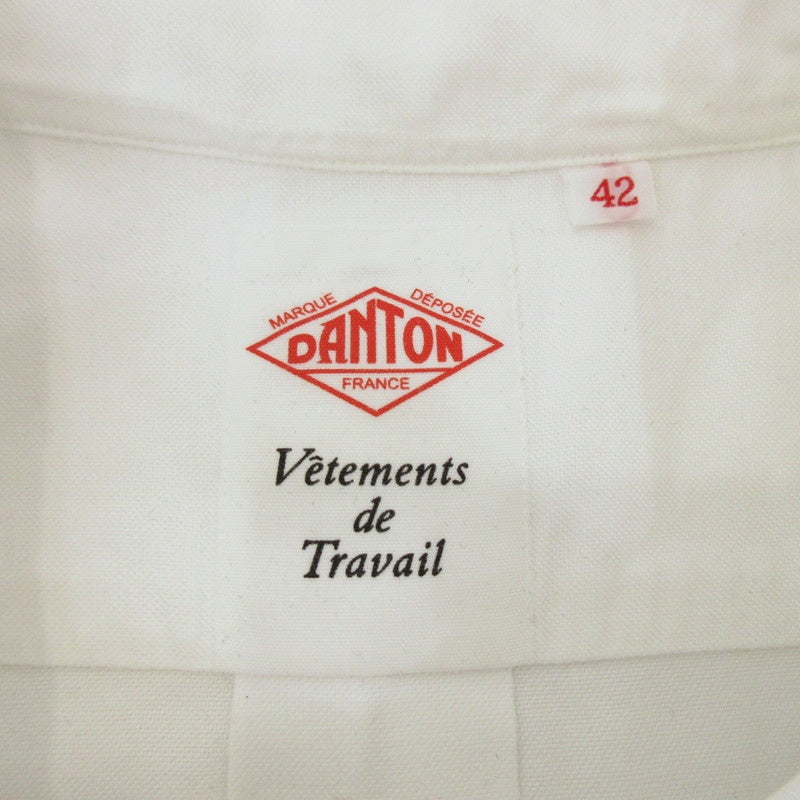 42
MARQUE DÉPOSÉE
DANTON
FRANCE
Vêtements
de
Travail